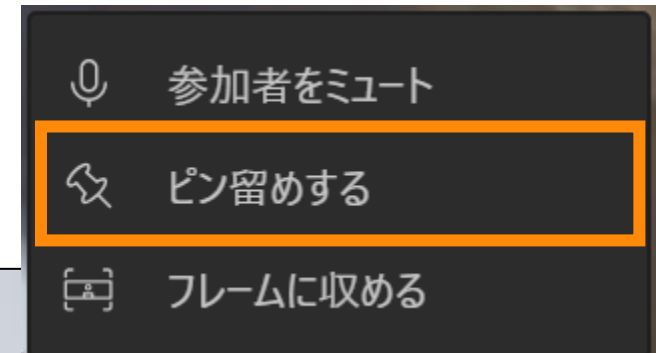 参加者をミュート
ピン留めする
フレームに収める